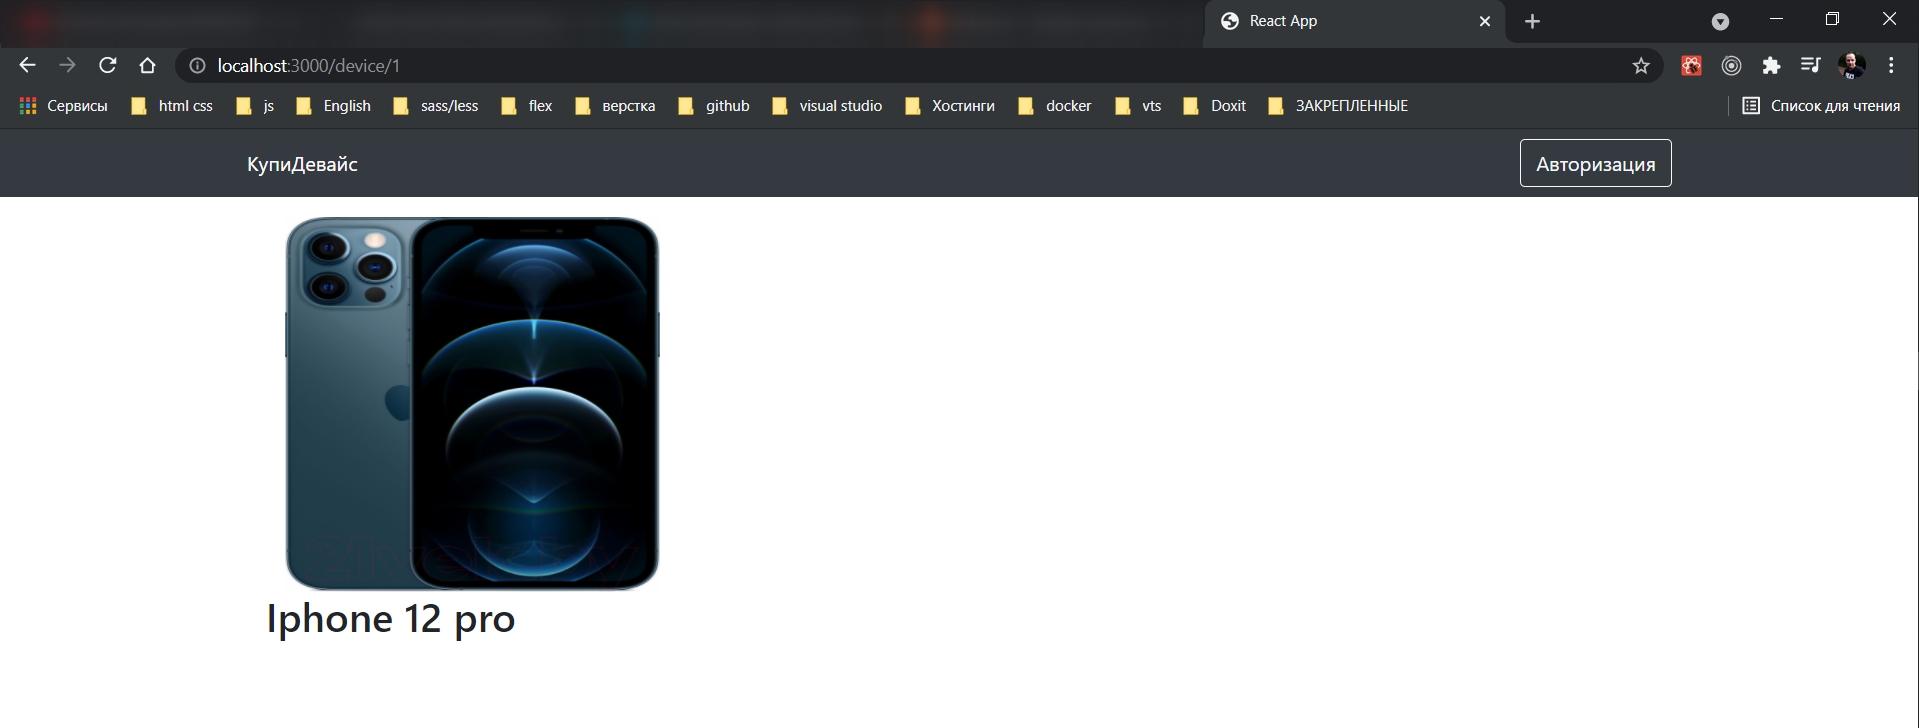 React App
localhost:3000/device/1
Сервисы html css js English sass/less flex верстка github visual studio Хостинги docker vts Doxit ЗАКРЕПЛЕННЫЕ Список для чтения
КупиДевайс Авторизация
Iphone 12 pro